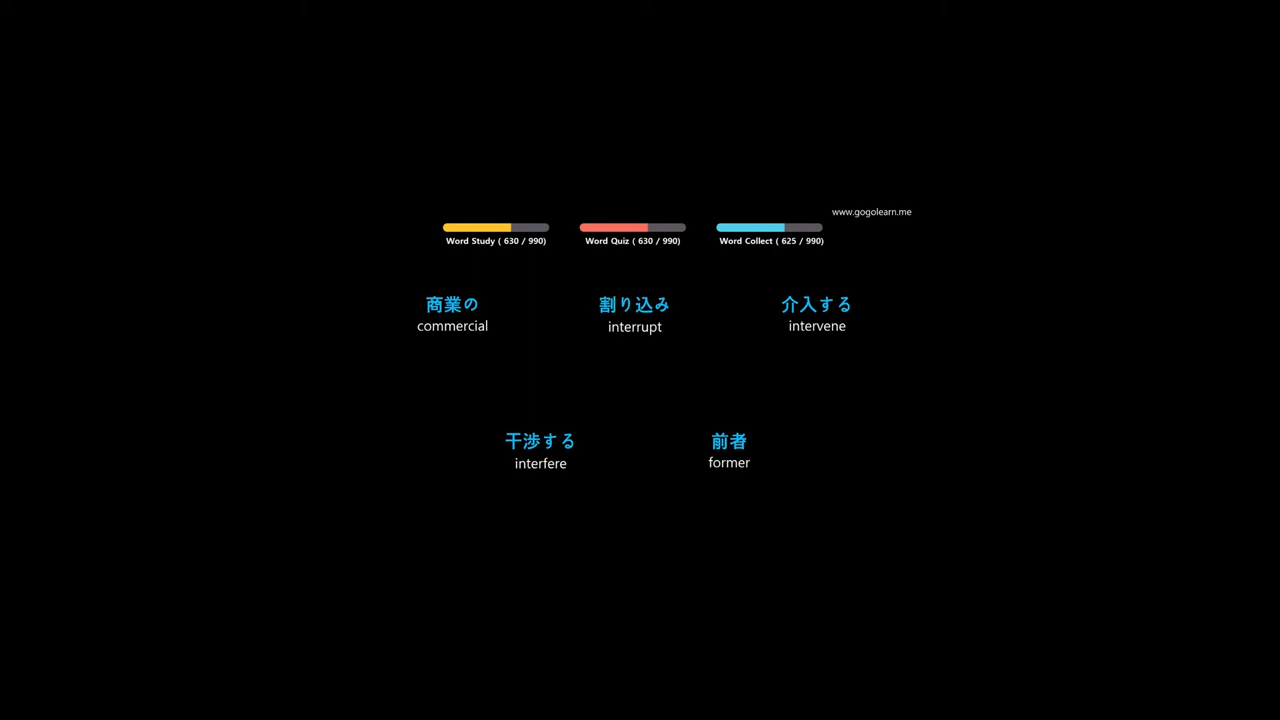 www.gogolearn.me
Word Study ( 630 / 990)
Word Quiz ( 630 / 990)
Word Collect ( 625 / 990)
商業の
commercial
割り込み
interrupt
介入する
intervene
干渉する
interfere
前者
former